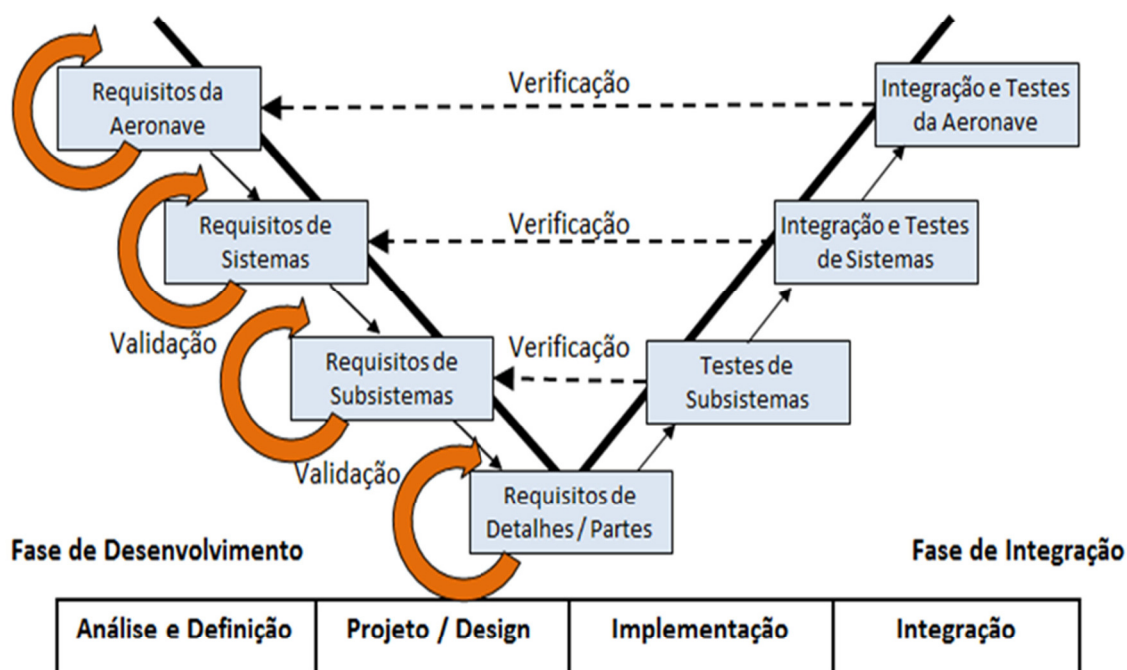 Requisitos da
Aeronave
Verificação
Integração e Testes
da Aeronave
Requisitos de
Sistemas
Verificação
Integração e Testes
de Sistemas
Validação
Requisitos de
Subsistemas
Verificação
Testes de
Subsistemas
Validação
Requisitos de
Detalhes / Partes
Fase de Desenvolvimento
Fase de Integração
Análise e Definição
Projeto / Design
Implementação
Integração